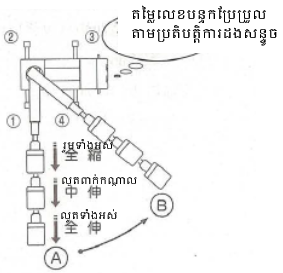 តម្លៃលេខបន្ទុកប្រែប្រួល
តាមប្រតិបត្តិការដងសន្ទូច
②
③
①
④
រួមទាំងអស់
全縮
លូតពាក់កណ្តាល
中伸
លូតទាំងអស់
全伸
A
B